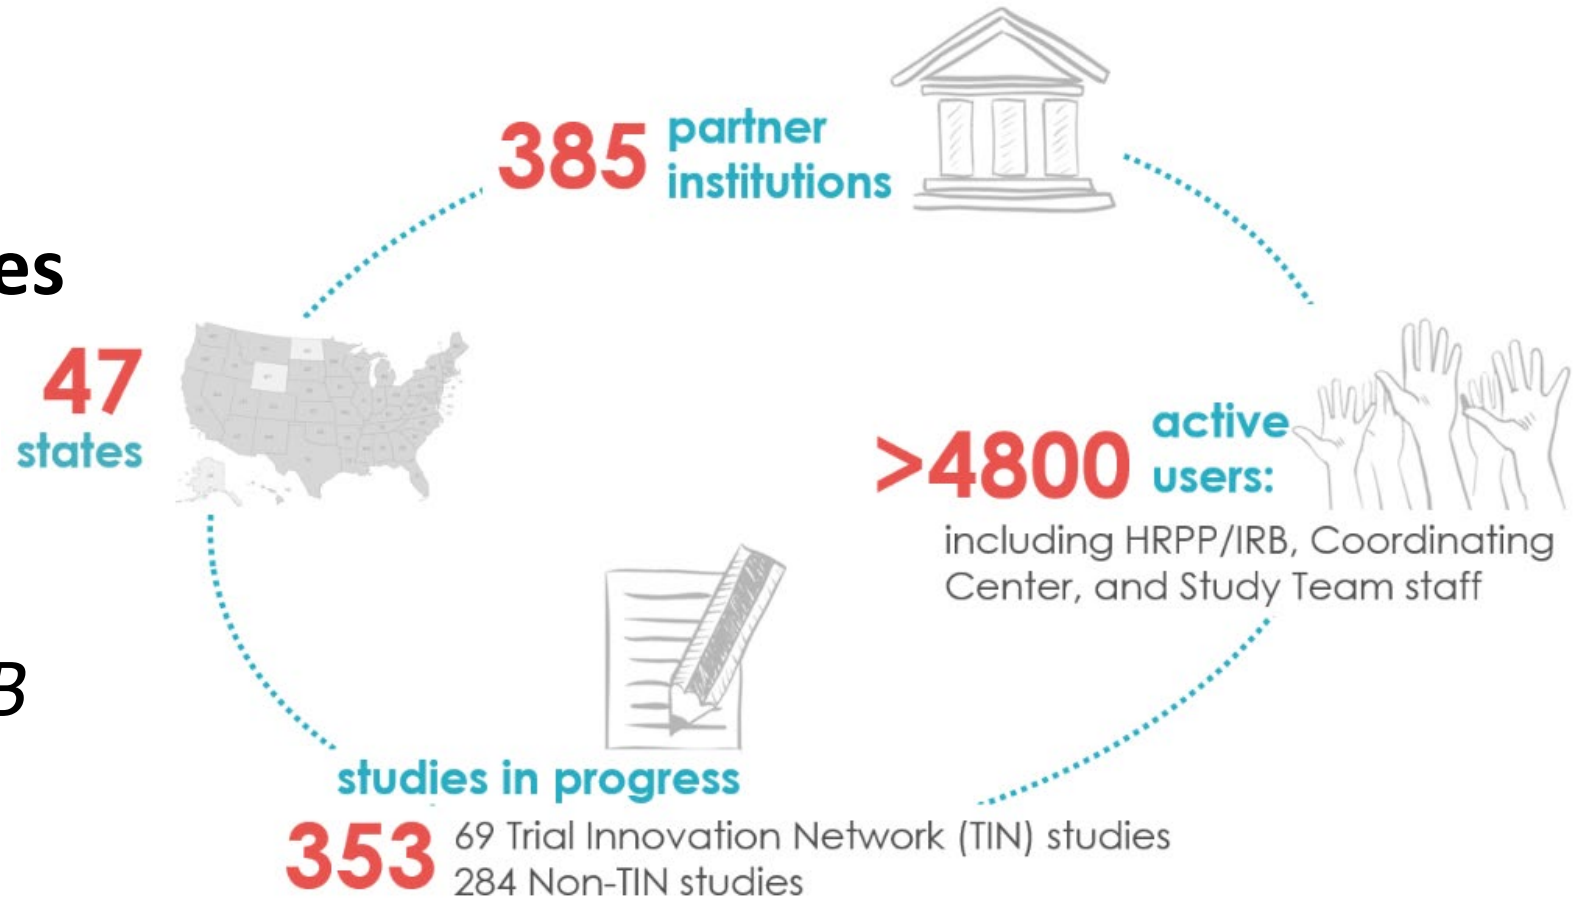 385 partner
institutions
es
47
states
>4800 active
users:
including HRPP/IRB, Coordinating
Center, and Study Team staff
B
studies in progress
353 69 Trial Innovation Network (TIN) studies
284 Non-TIN studies